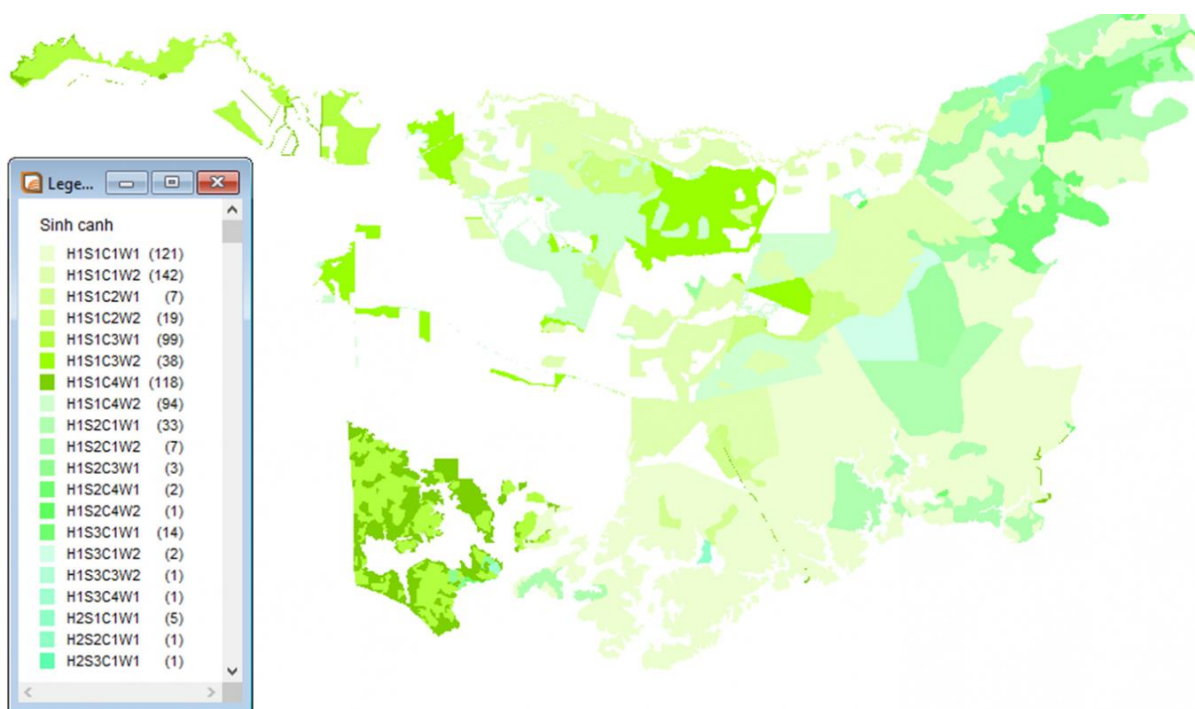 Lege...
Sinh canh
H1S1C1W1 (121)
H1S1C1W2 (142)
H1S1C2W1 (7)
H1S1C2W2 (19)
H1S1C3W1 (99)
H1S1C3W2 (38)
H1S1C4W1 (118)
H1S1C4W2 (94)
H1S2C1W1 (33)
H1S2C1W2 (7)
H1S2C3W1 (3)
H1S2C4W1 (2)
H1S2C4W2 (1)
H1S3C1W1 (14)
H1S3C1W2 (2)
H1S3C3W2 (1)
H1S3C4W1 (1)
H2S1C1W1 (5)
H2S2C1W1 (1)
H2S3C1W1 (1)